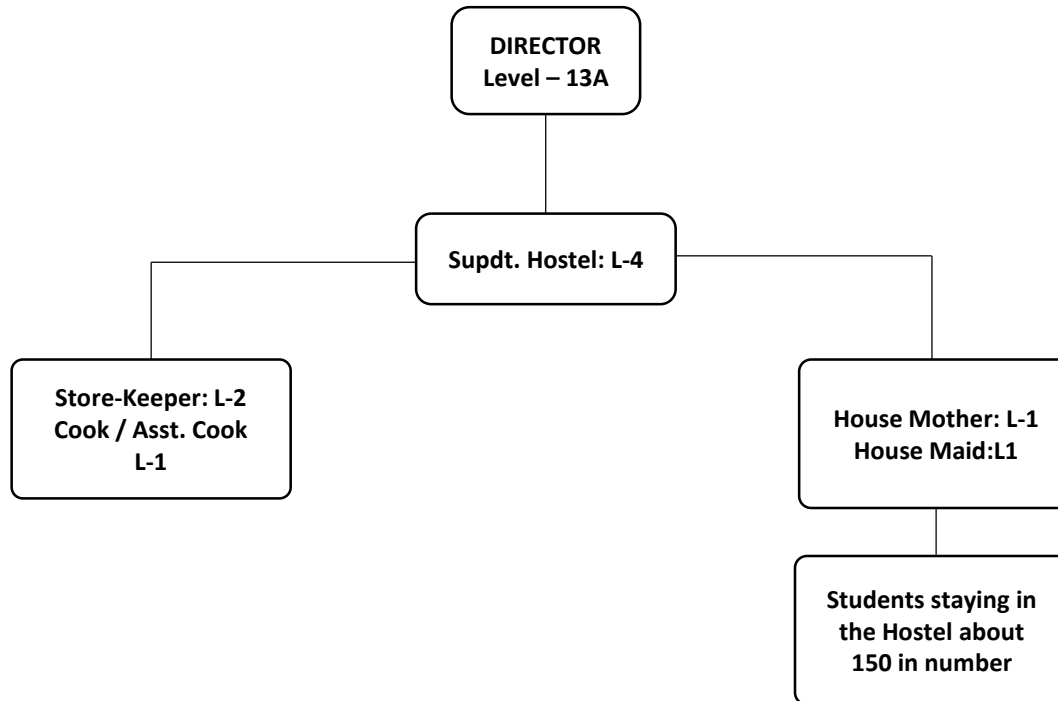 DIRECTOR
Level – 13A
Supdt. Hostel: L-4
Store-Keeper: L-2
Cook / Asst. Cook
L-1
House Mother: L-1
House Maid:L1
Students staying in
the Hostel about
150 in number